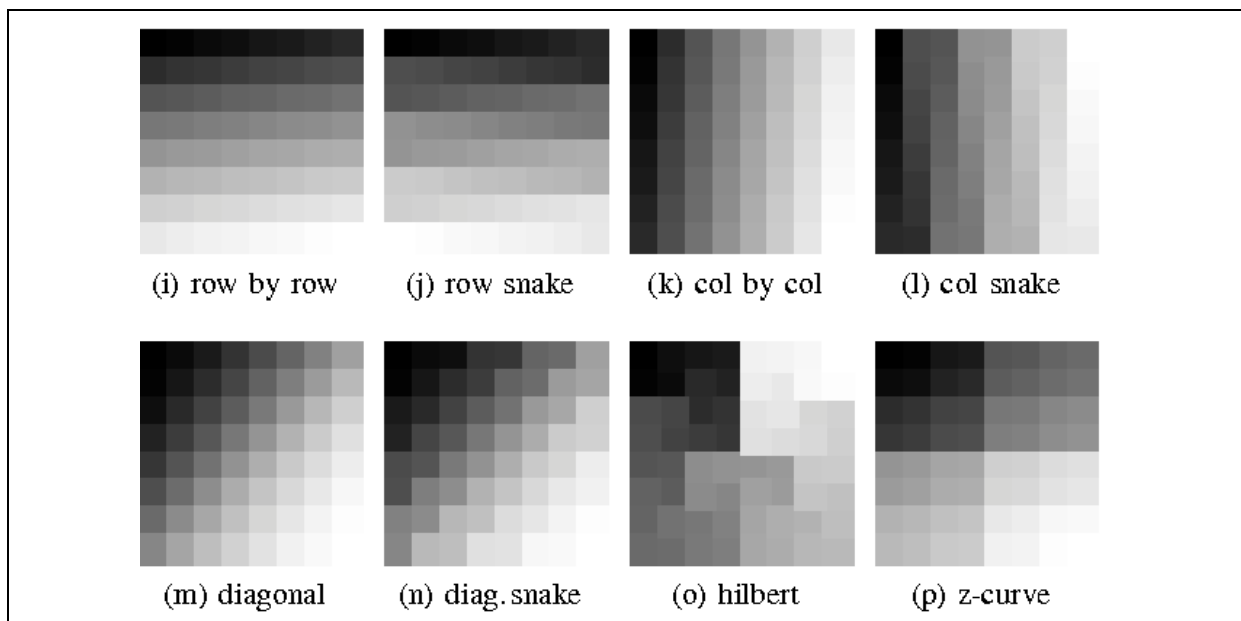 (i) row by row (j) row snake (k) col by col (l) col snake
(m) diagonal (n) diag.snake (o) hilbert (p) z-curve